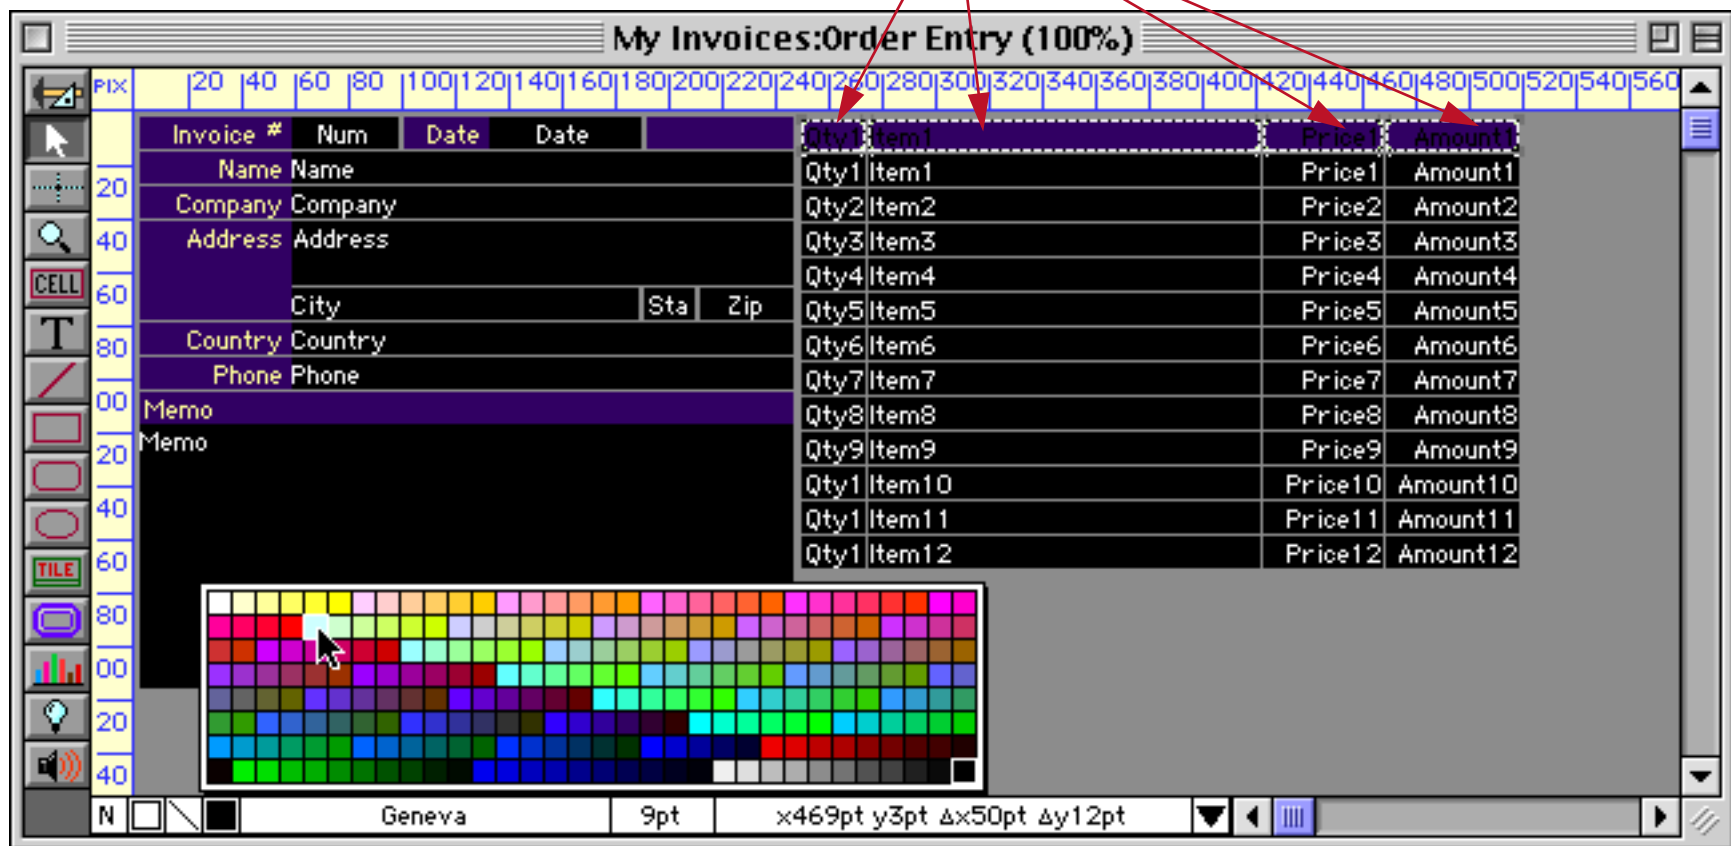 My Invoices:Order Entry (100%)
PIX 20 40 60 80 100 120 140 160 180 200 220 240 260 280 300 320 340 360 380 400 420 440 460 480 500 520 540 560
Invoice # Num Date Date Qty1 Item1 Price1 Amount1
Name Name Qty1 Item1 Price1 Amount1
20
Company Company Qty2 Item2 Price2 Amount2
40 Address Address Qty3 Item3 Price3 Amount3
CELL Qty4 Item4 Price4 Amount4
60 City Sta Zip Qty5 Item5 Price5 Amount5
T 80 Country Country Qty6 Item6 Price6 Amount6
Phone Phone Qty7 Item7 Price7 Amount7
00 Memo Qty8 Item8 Price8 Amount8
20 Memo Qty9 Item9 Price9 Amount9
Qty1 Item10 Price10 Amount10
40
Qty1 Item11 Price11 Amount11
TILE 60 Qty1 Item12 Price12 Amount12
80
00
20
40
N Geneva 9pt x469pt y3pt Δx50pt Δy12pt